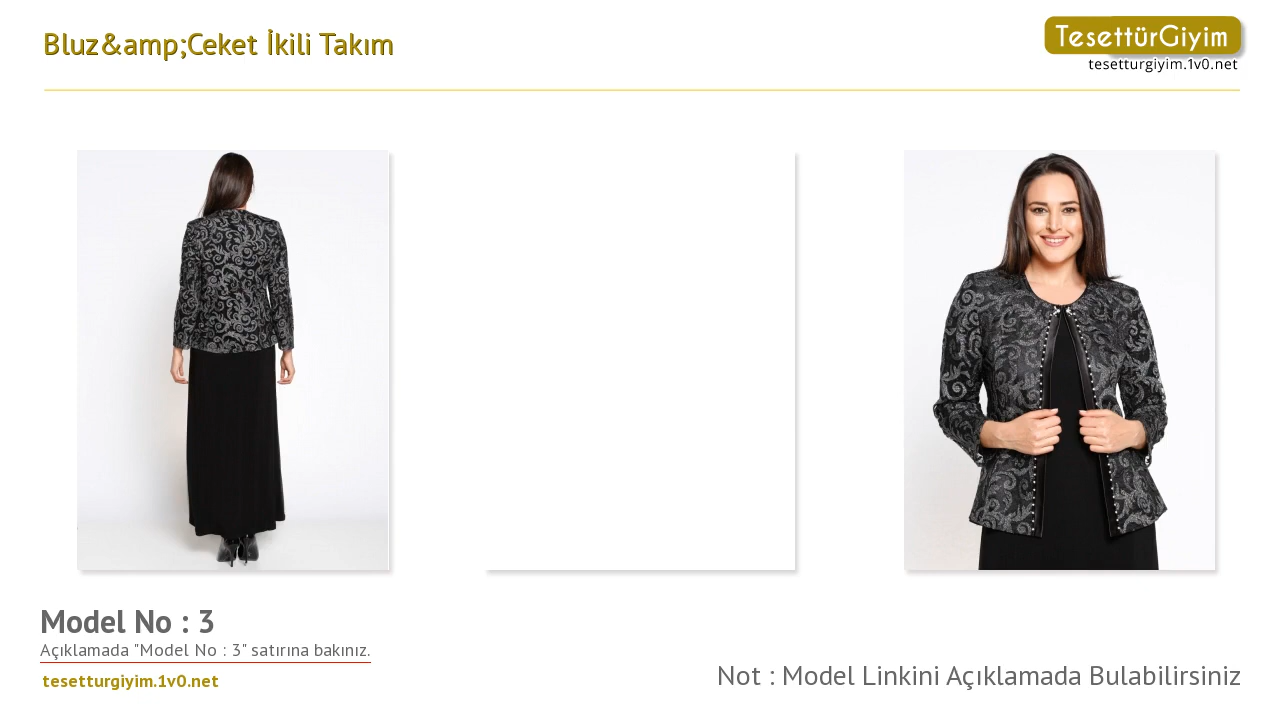 Bluz&amp;Ceket İkili Takım
TesettürGiyim
tesetturgiyim.1v0.net
Model No : 3
Açıklamada "Model No : 3" satırına bakınız.
tesetturgiyim.1v0.net
Not : Model Linkini Açıklamada Bulabilirsiniz